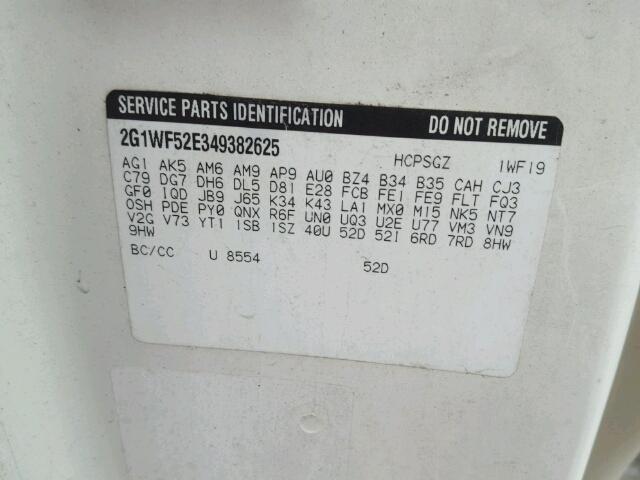 SERVICE PARTS IDENTIFICATION DO NOT REMOVE
2G1WF52E349382625 HCPSGZ 1WF19
AG1 AK5 AM6 AM9 AP9 AU0 BZ4 B34 B35 CAH CJ3
C79 DG7 DH6 DL5 D81 E28 FCB FE1 FE9 FLT FQ3
GF0 1QD JB9 J65 K34 K43 LA1 MX0 M15 NK5 NT7
OSH PDE PY0 QNX R6F UN0 UQ3 U2E U77 VM3 VN9
V2G V73 YT1 1SB 1SZ 40U 52D 52I 6RD 7RD 8HW
9HW
BC/CC U 8554 52D